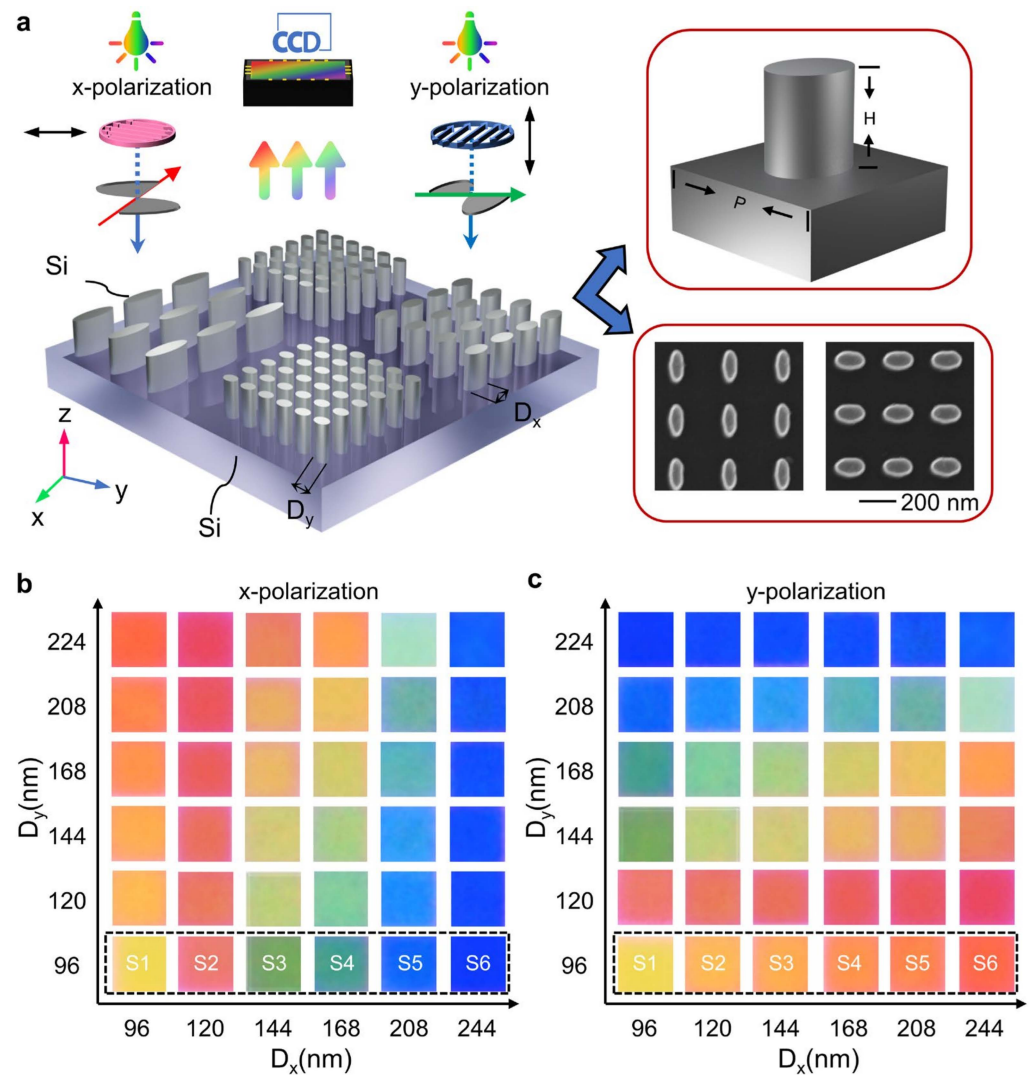 a
CCD
x-polarization
y-polarization
H
P
Si
Dx
Dy
Si
z
y
x
200 nm
b
x-polarization
224
208
168
144
120
96
Dy(nm)
S1 S2 S3 S4 S5 S6
96 120 144 168 208 244
Dx(nm)
c
y-polarization
224
208
168
144
120
96
Dy(nm)
S1 S2 S3 S4 S5 S6
96 120 144 168 208 244
Dx(nm)